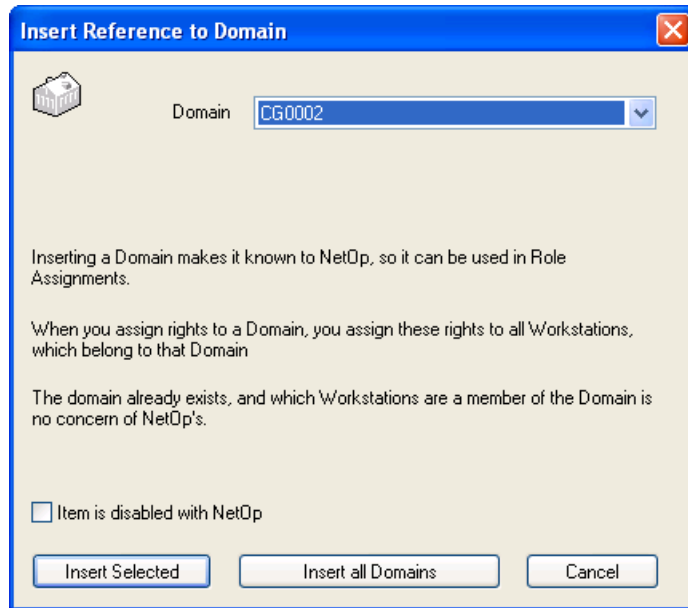 Insert Reference to Domain
Domain CG0002
Inserting a Domain makes it known to NetOp, so it can be used in Role
Assignments.
When you assign rights to a Domain, you assign these rights to all Workstations,
which belong to that Domain
The domain already exists, and which Workstations are a member of the Domain is
no concern of NetOp's.
Item is disabled with NetOp
Insert Selected Insert all Domains Cancel